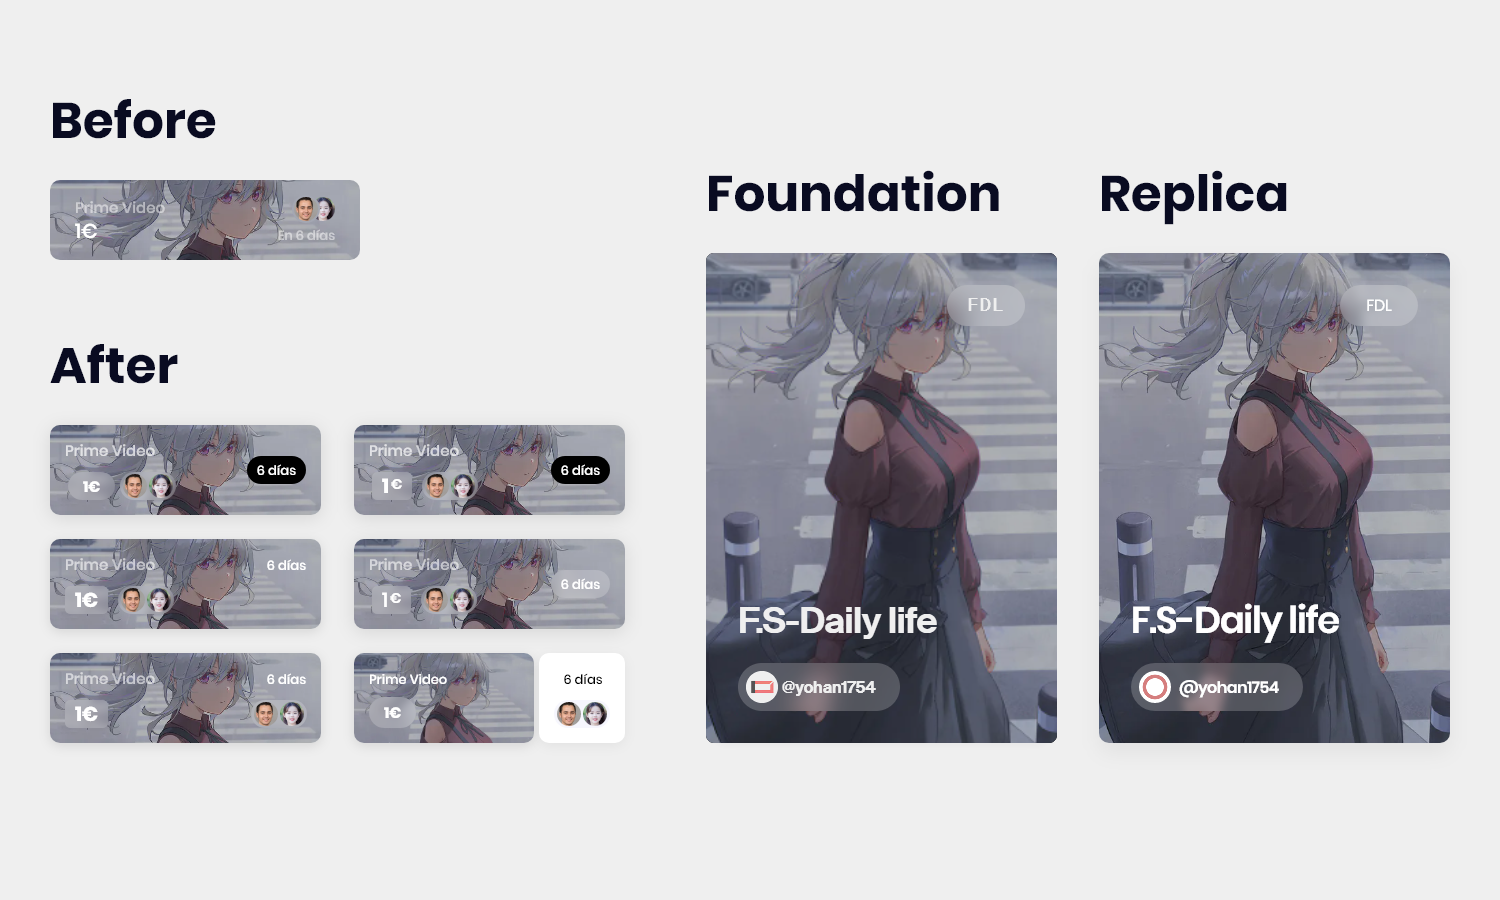 Before
Prime Video
1€
En 6 días
After
Prime Video
1€
6 días
Prime Video
1€
6 días
Prime Video
1€
6 días
Prime Video
1€
6 días
Prime Video
1€
6 días
Prime Video
1€
6 días
Foundation
FDL
F.S-Daily life
@yohan1754
Replica
FDL
F.S-Daily life
@yohan1754